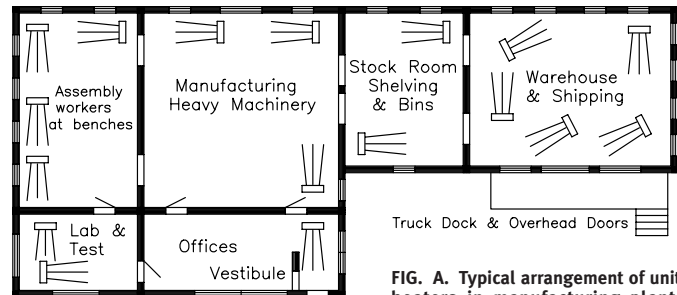 Assembly
workers
at benches
Manufacturing
Heavy Machinery
Stock Room
Shelving
& Bins
Warehouse
& Shipping
Truck Dock & Overhead Doors
Lab &
Test
Offices
Vestibule
FIG. A. Typical arrangement of unit
heaters in manufacturing plant